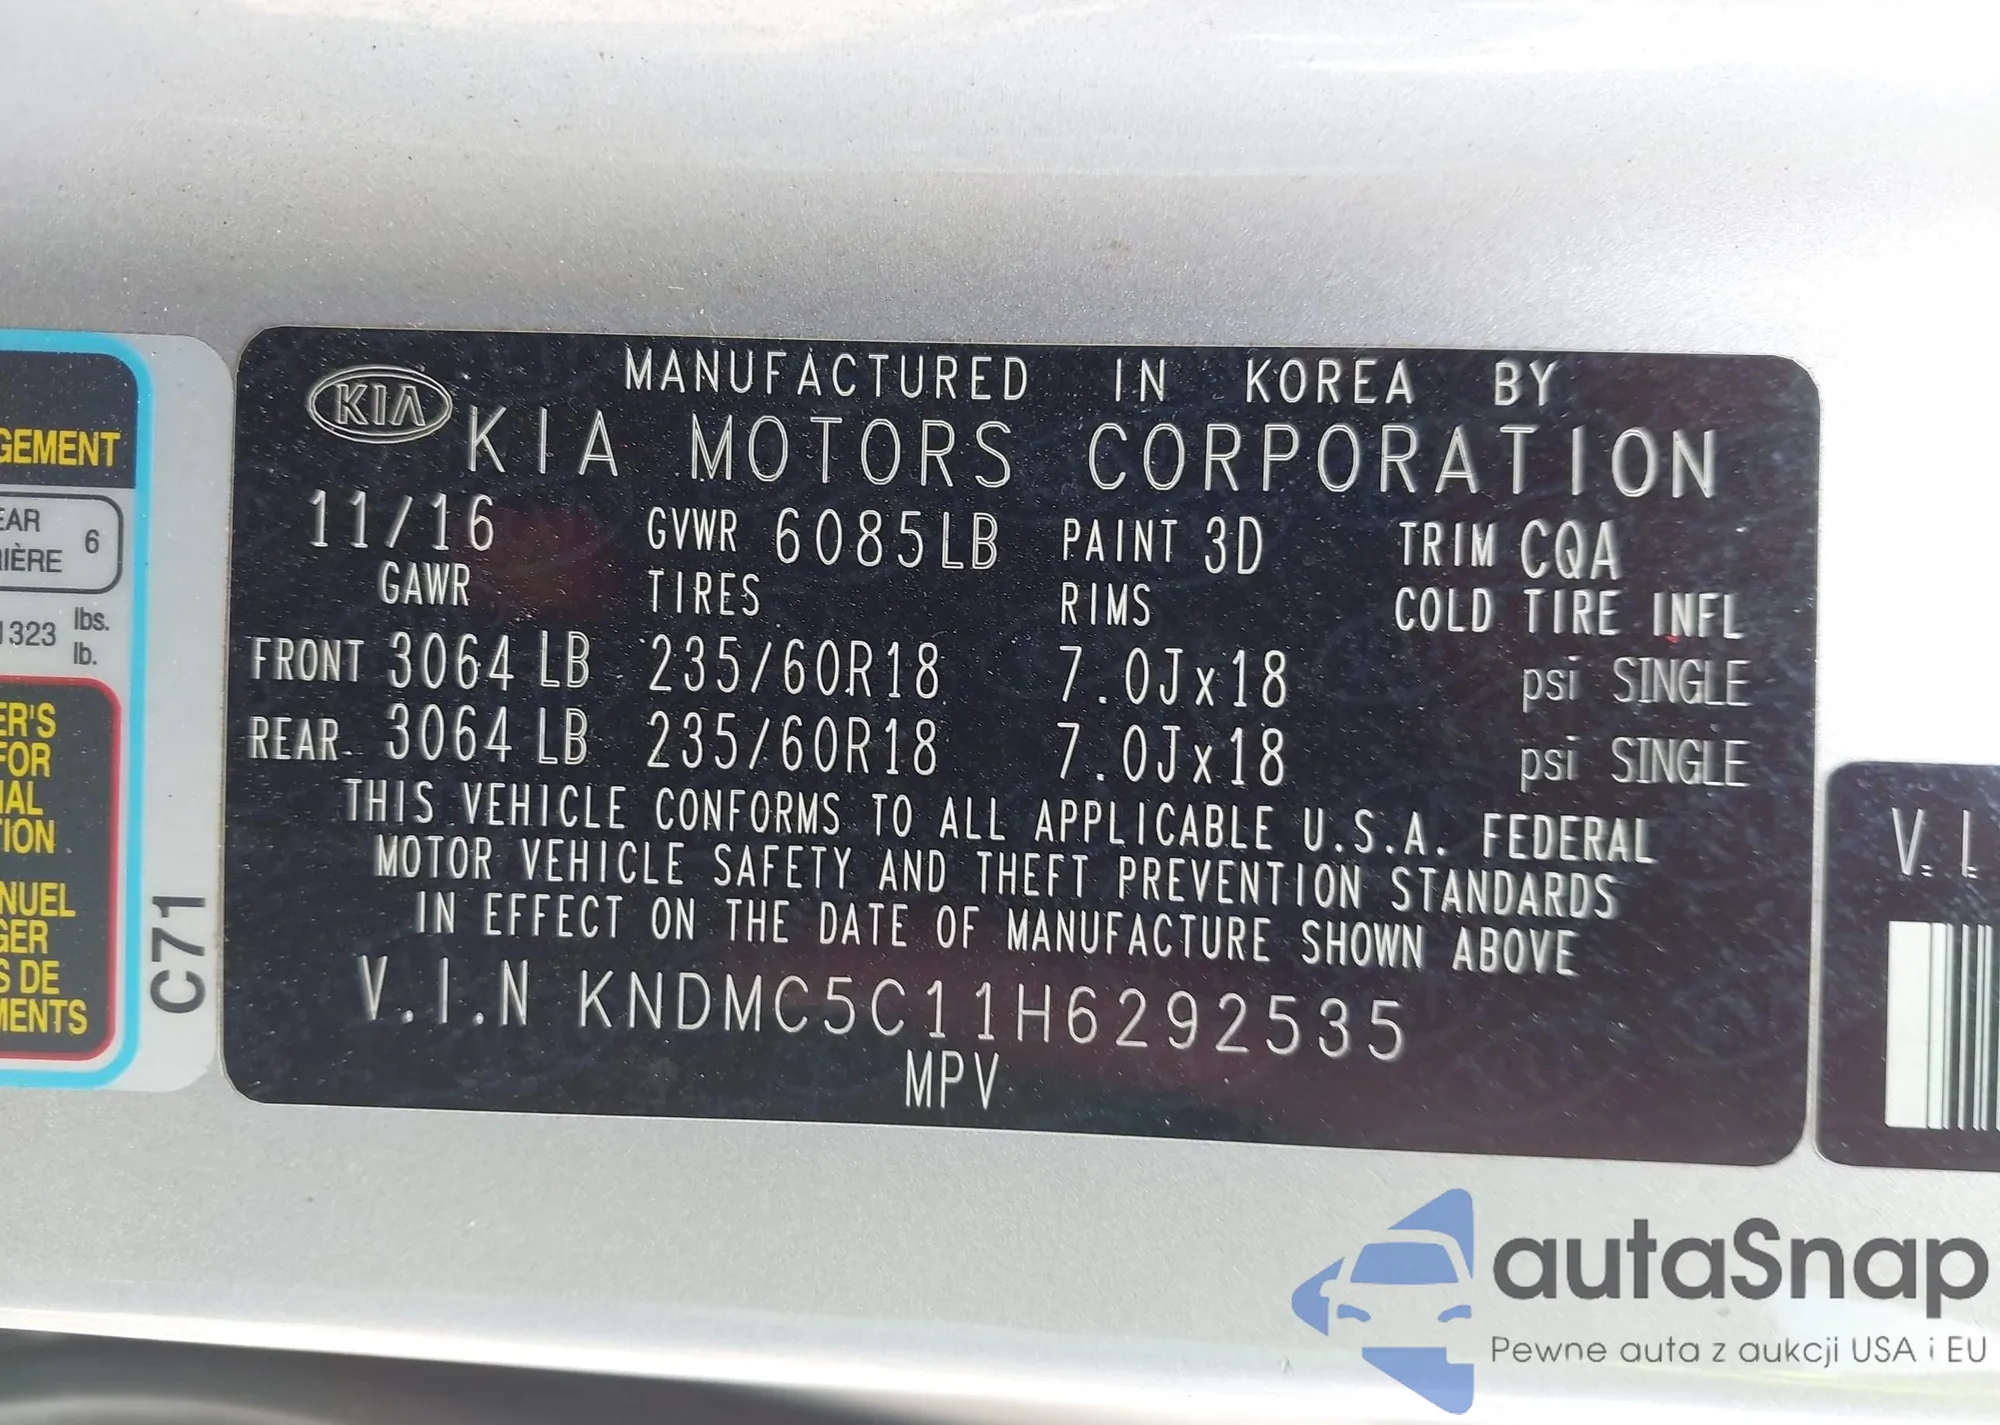 KIA
MANUFACTURED IN KOREA BY
KIA MOTORS CORPORATION
11/16 GVWR 6085LB PAINT 3D TRIM CQA
GAWR TIRES RIMS COLD TIRE INFL
FRONT 3064 LB 235/60R18 7.0Jx18 psi SINGLE
REAR 3064 LB 235/60R18 7.0Jx18 psi SINGLE
THIS VEHICLE CONFORMS TO ALL APPLICABLE U.S.A. FEDERAL
MOTOR VEHICLE SAFETY AND THEFT PREVENTION STANDARDS
IN EFFECT ON THE DATE OF MANUFACTURE SHOWN ABOVE
V.I.N KNDMC5C11H6292535
MPV
GEMENT
EAR
IÈRE
6
1323 lbs.
lb.
ER'S
FOR
IAL
TION
NUEL
GER
S DE
MENTS
C71
V.I.
autaSnap
Pewne auta z aukcji USA i EU